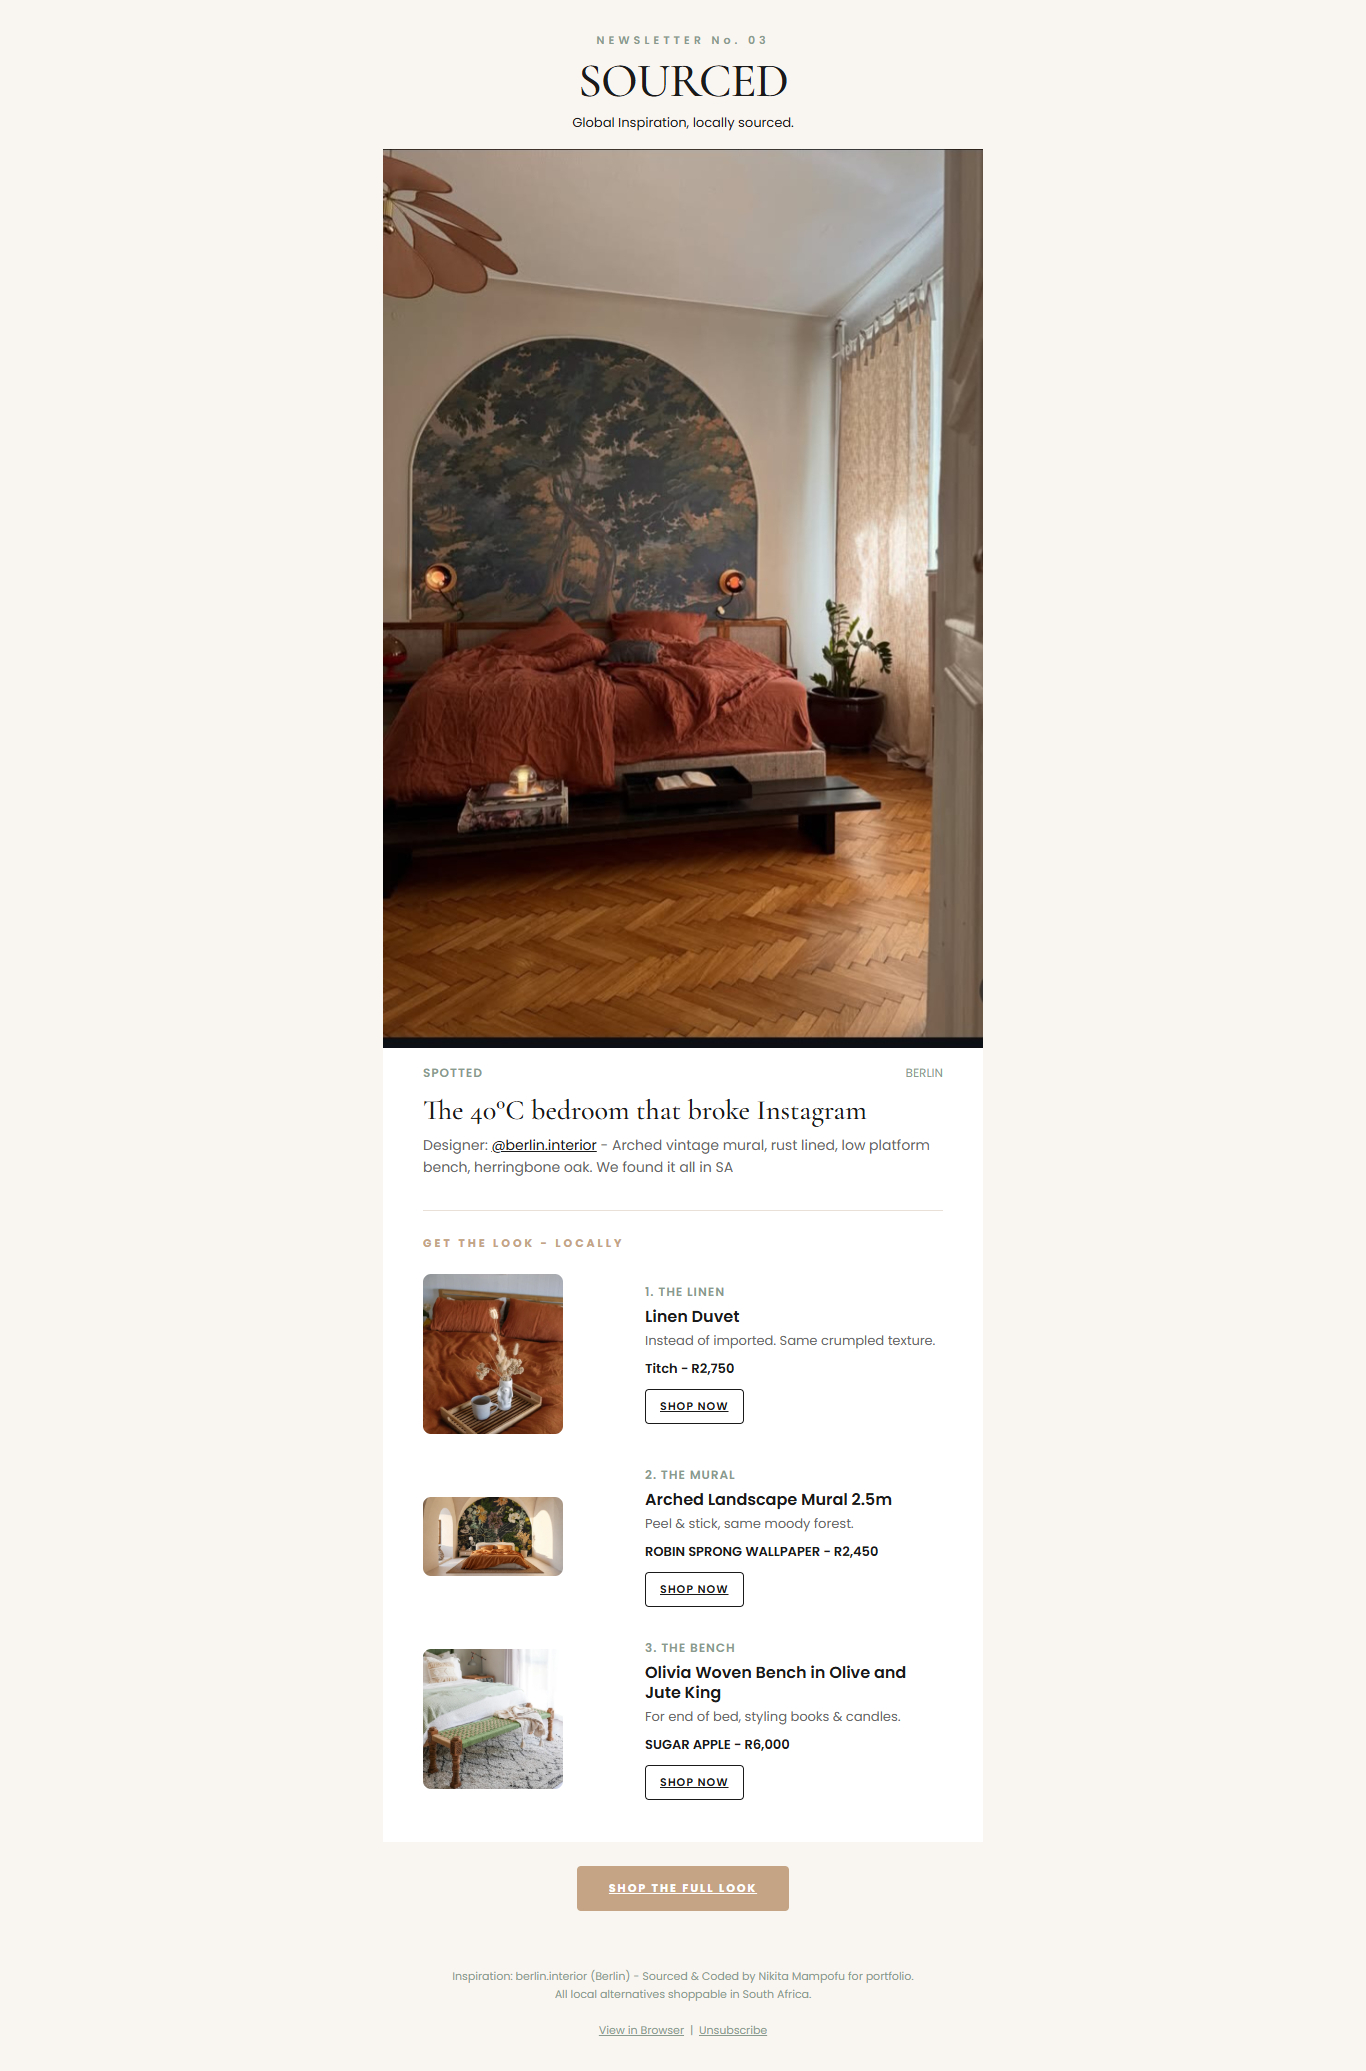 NEWSLETTER No. 03
SOURCED
Global Inspiration, locally sourced.
SPOTTED
BERLIN
The 40°C bedroom that broke Instagram
Designer: @berlin.interior - Arched vintage mural, rust lined, low platform
bench, herringbone oak. We found it all in SA
GET THE LOOK - LOCALLY
1. THE LINEN
Linen Duvet
Instead of imported. Same crumpled texture.
Titch - R2,750
SHOP NOW
2. THE MURAL
Arched Landscape Mural 2.5m
Peel & stick, same moody forest.
ROBIN SPRONG WALLPAPER - R2,450
SHOP NOW
3. THE BENCH
Olivia Woven Bench in Olive and
Jute King
For end of bed, styling books & candles.
SUGAR APPLE - R6,000
SHOP NOW
SHOP THE FULL LOOK
Inspiration: berlin.interior (Berlin) - Sourced & Coded by Nikita Mampofu for portfolio.
All local alternatives shoppable in South Africa.
View in Browser | Unsubscribe